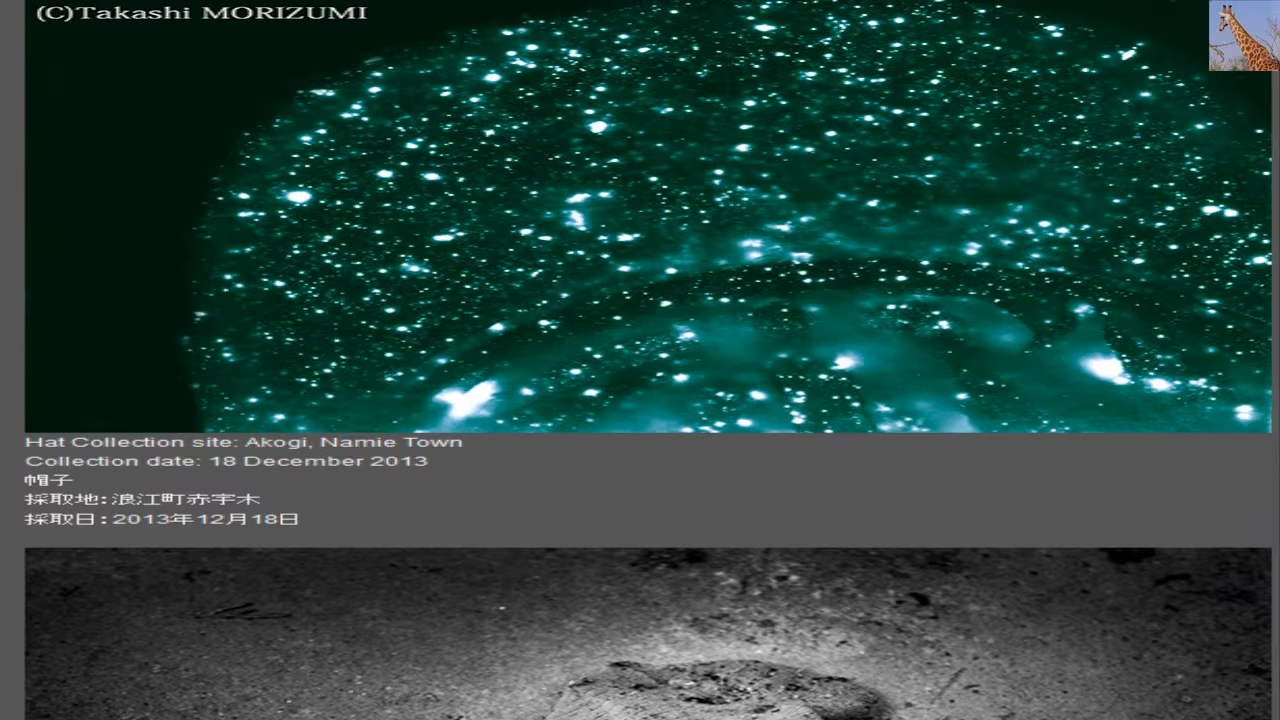 (C)Takashi MORIZUMI
Hat Collection site: Akogi, Namie Town
Collection date: 18 December 2013
帽子
採取地:浪江町赤宇木
採取日:2013年12月18日